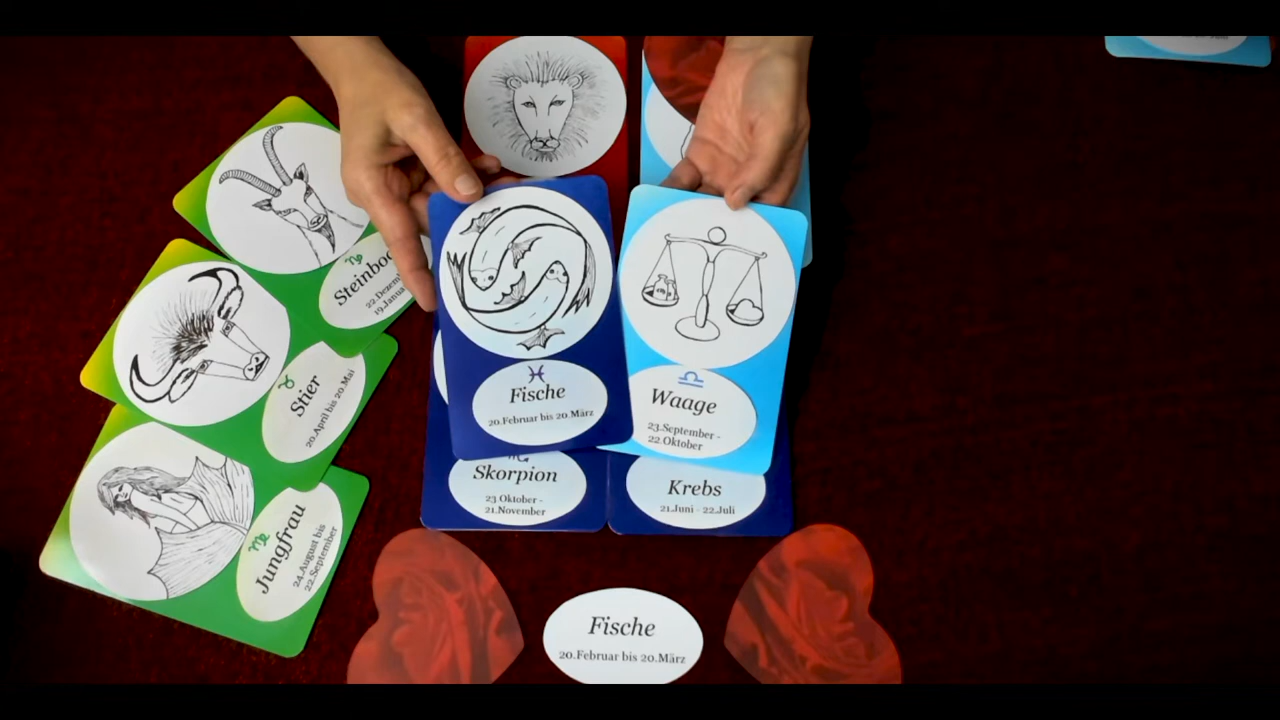 Steinboc
22.Dezem
19.Janua
Stier
20.April bis 20.Mai
Jungfrau
24.August bis
22.September
♓
Fische
20.Februar bis 20.März
♎
Waage
23.September -
22.Oktober
Skorpion
23.Oktober -
21.November
Krebs
21.Juni - 22.Juli
Fische
20.Februar bis 20.März